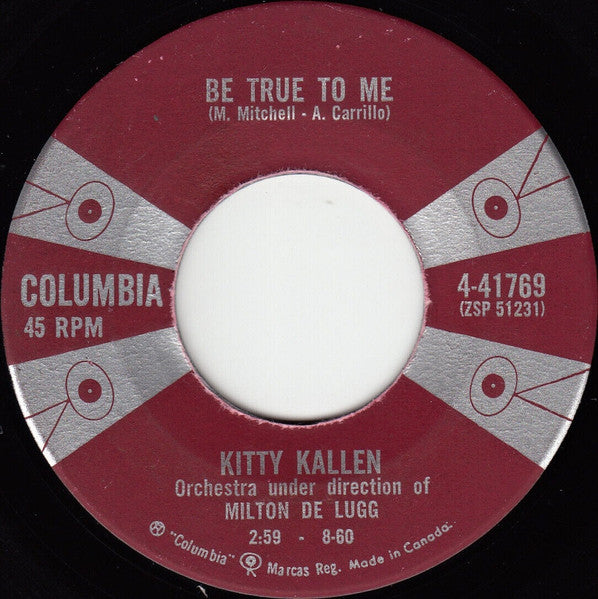 BE TRUE TO ME
(M. Mitchell - A. Carrillo)
COLUMBIA
45 RPM
4-41769
(ZSP 51231)
KITTY KALLEN
Orchestra under direction of
MILTON DE LUGG
2:59 - 8-60
"Columbia" Marcas Reg. Made in Canada.